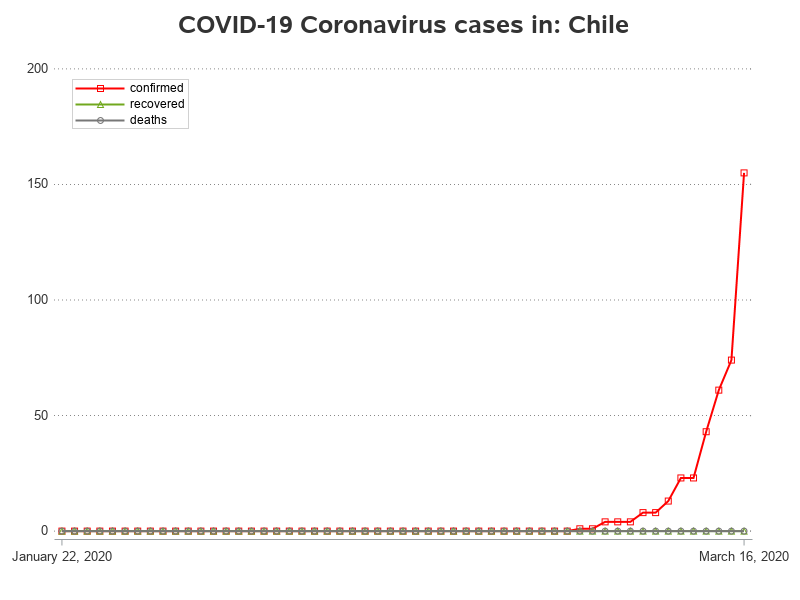 COVID-19 Coronavirus cases in: Chile
200
confirmed
recovered
deaths
150
100
50
0
January 22, 2020
March 16, 2020